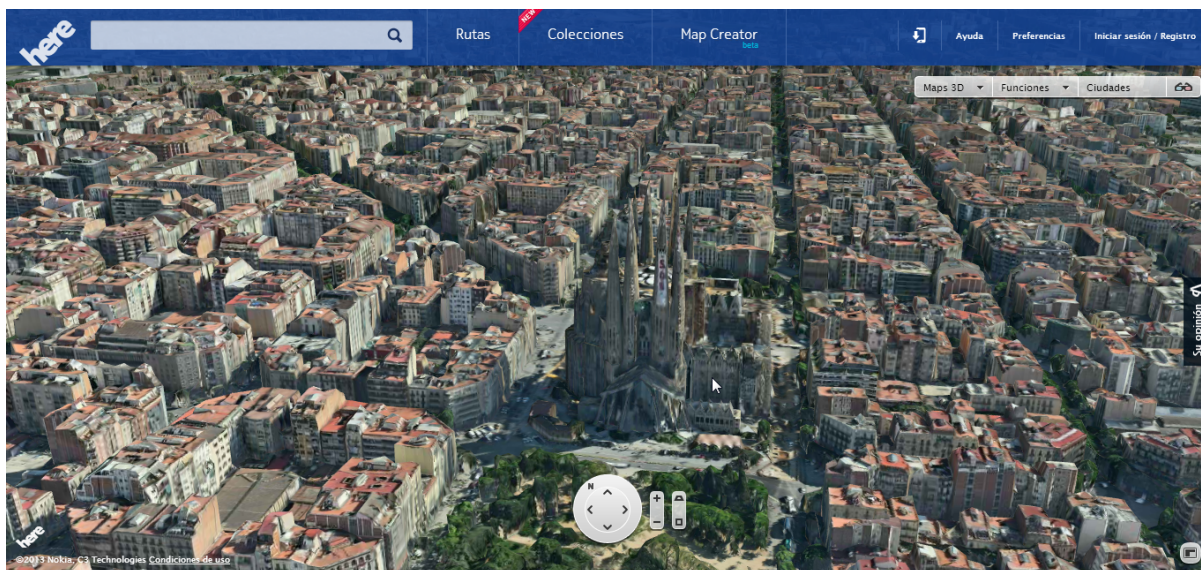 here
Rutas
NEW
Colecciones
Map Creator
beta
Ayuda
Preferencias
Iniciar sesión / Registro
Maps 3D
Funciones
Ciudades
Su opinión
N
here
©2013 Nokia, C3 Technologies Condiciones de uso